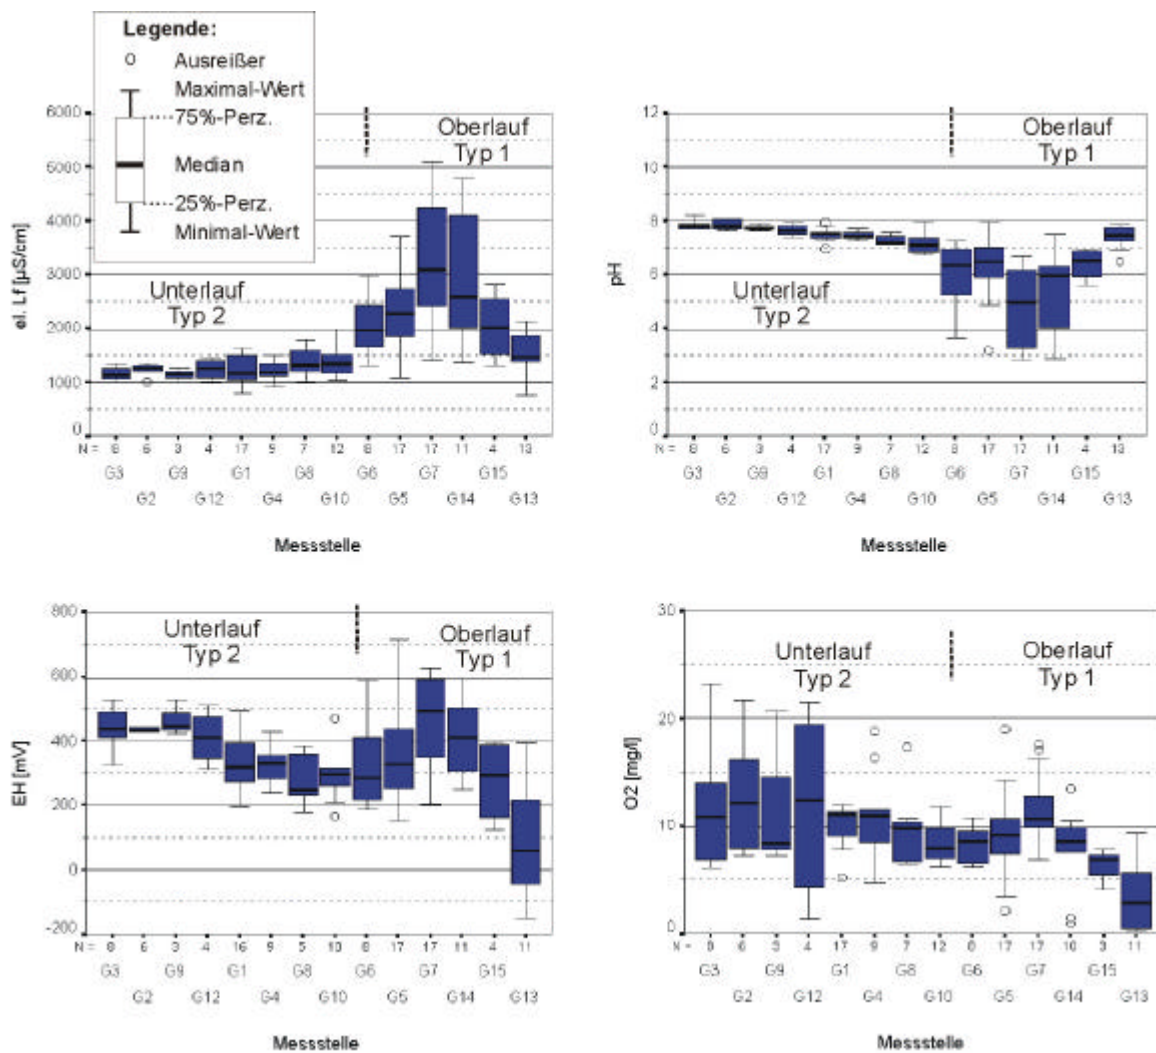 Legende:
Ausreißer
Maximal-Wert
75%-Perz.
Median
25%-Perz.
Minimal-Wert
el. Lf [µS/cm]
6000
5000
4000
3000
2000
1000
0
Oberlauf
Typ 1
Unterlauf
Typ 2
N = 8 6 3 4 17 9 7 12 8 17 17 11 4 13
G3 G9 G1 G8 G6 G7 G15
G2 G12 G4 G10 G5 G14 G13
Messstelle
pH
12
10
8
6
4
2
0
Oberlauf
Typ 1
Unterlauf
Typ 2
N = 8 6 3 4 17 9 7 12 8 17 17 11 4 13
G3 G9 G1 G8 G6 G7 G15
G2 G12 G4 G10 G5 G14 G13
Messstelle
EH [mV]
800
600
400
200
0
-200
Unterlauf
Typ 2
Oberlauf
Typ 1
N = 8 6 3 4 16 9 5 10 8 17 17 11 4 11
G3 G9 G1 G8 G6 G7 G15
G2 G12 G4 G10 G5 G14 G13
Messstelle
O2 [mg/l]
30
20
10
0
Unterlauf
Typ 2
Oberlauf
Typ 1
N = 8 6 3 4 17 9 7 12 8 17 17 10 3 11
G3 G9 G1 G8 G6 G7 G15
G2 G12 G4 G10 G5 G14 G13
Messstelle